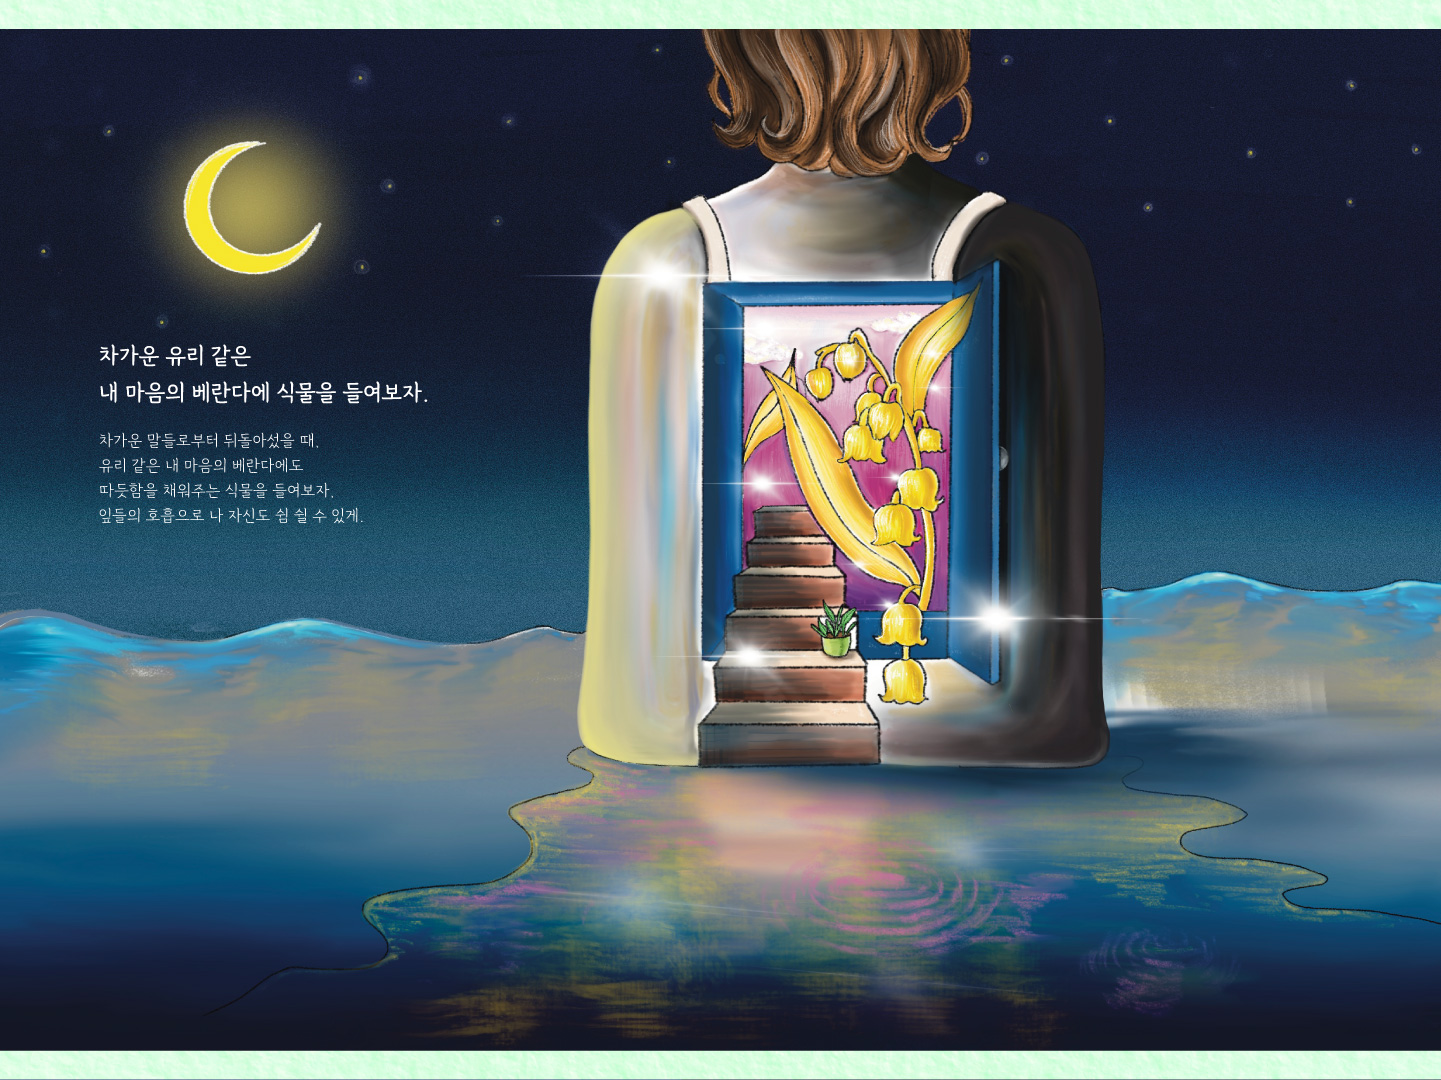 차가운 유리 같은
내 마음의 베란다에 식물을 들여보자.
차가운 말들로부터 뒤돌아섰을 때,
유리 같은 내 마음의 베란다에도
따듯함을 채워주는 식물을 들여보자,
잎들의 호흡으로 나 자신도 쉼 쉴 수 있게.